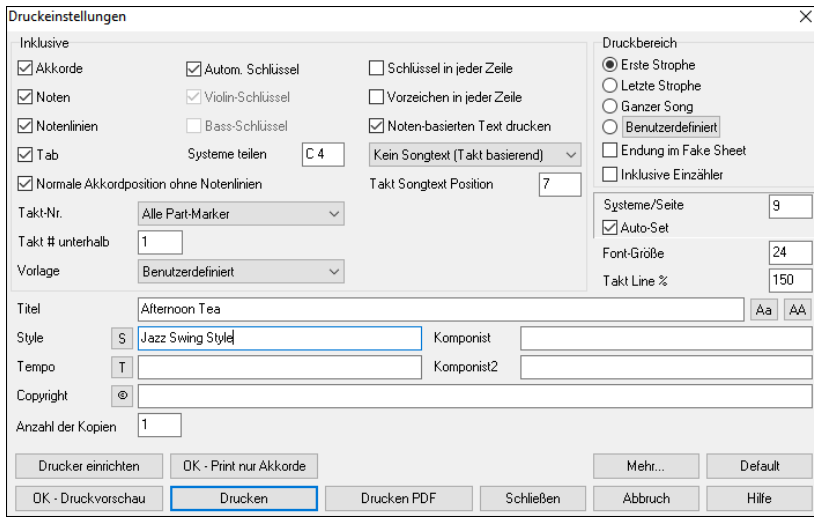 Druckeinstellungen
Inklusive
Akkorde
Autom. Schlüssel
Schlüssel in jeder Zeile
Noten
Violin-Schlüssel
Vorzeichen in jeder Zeile
Notenlinien
Bass-Schlüssel
Noten-basierten Text drucken
Tab
Systeme teilen
C 4
Kein Songtext (Takt basierend)
Normale Akkordposition ohne Notenlinien
Takt Songtext Position
7
Takt-Nr.
Alle Part-Marker
Takt # unterhalb
1
Vorlage
Benutzerdefiniert
Druckbereich
Erste Strophe
Letzte Strophe
Ganzer Song
Benutzerdefiniert
Endung im Fake Sheet
Inklusive Einzähler
Systeme/Seite
9
Auto-Set
Font-Größe
24
Takt Line %
150
Titel
Afternoon Tea
Aa
AA
Style
S
Jazz Swing Style
Komponist
Tempo
T
Komponist2
Copyright
©
Anzahl der Kopien
1
Drucker einrichten
OK - Print nur Akkorde
Mehr...
Default
OK - Druckvorschau
Drucken
Drucken PDF
Schließen
Abbruch
Hilfe